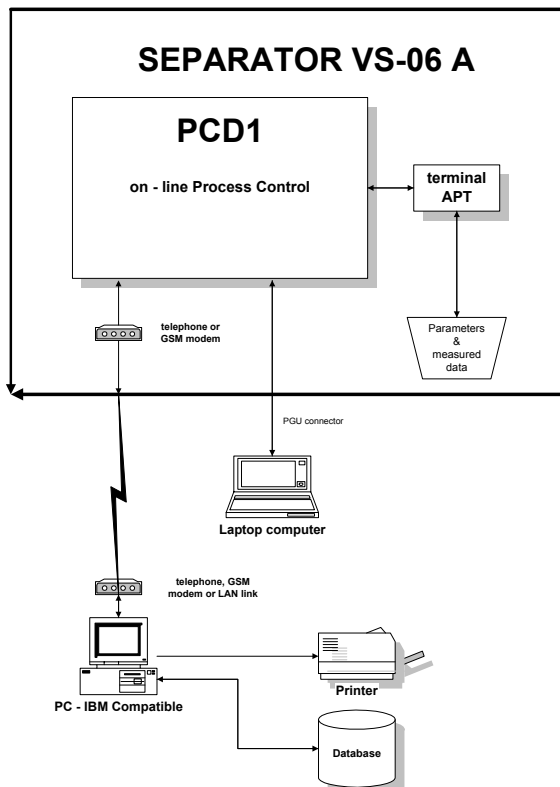 SEPARATOR VS-06 A
PCD1
on - line Process Control
terminal
APT
telephone or
GSM modem
Parameters
&
measured
data
PGU connector
Laptop computer
telephone, GSM
modem or LAN link
PC - IBM Compatible
Printer
Database